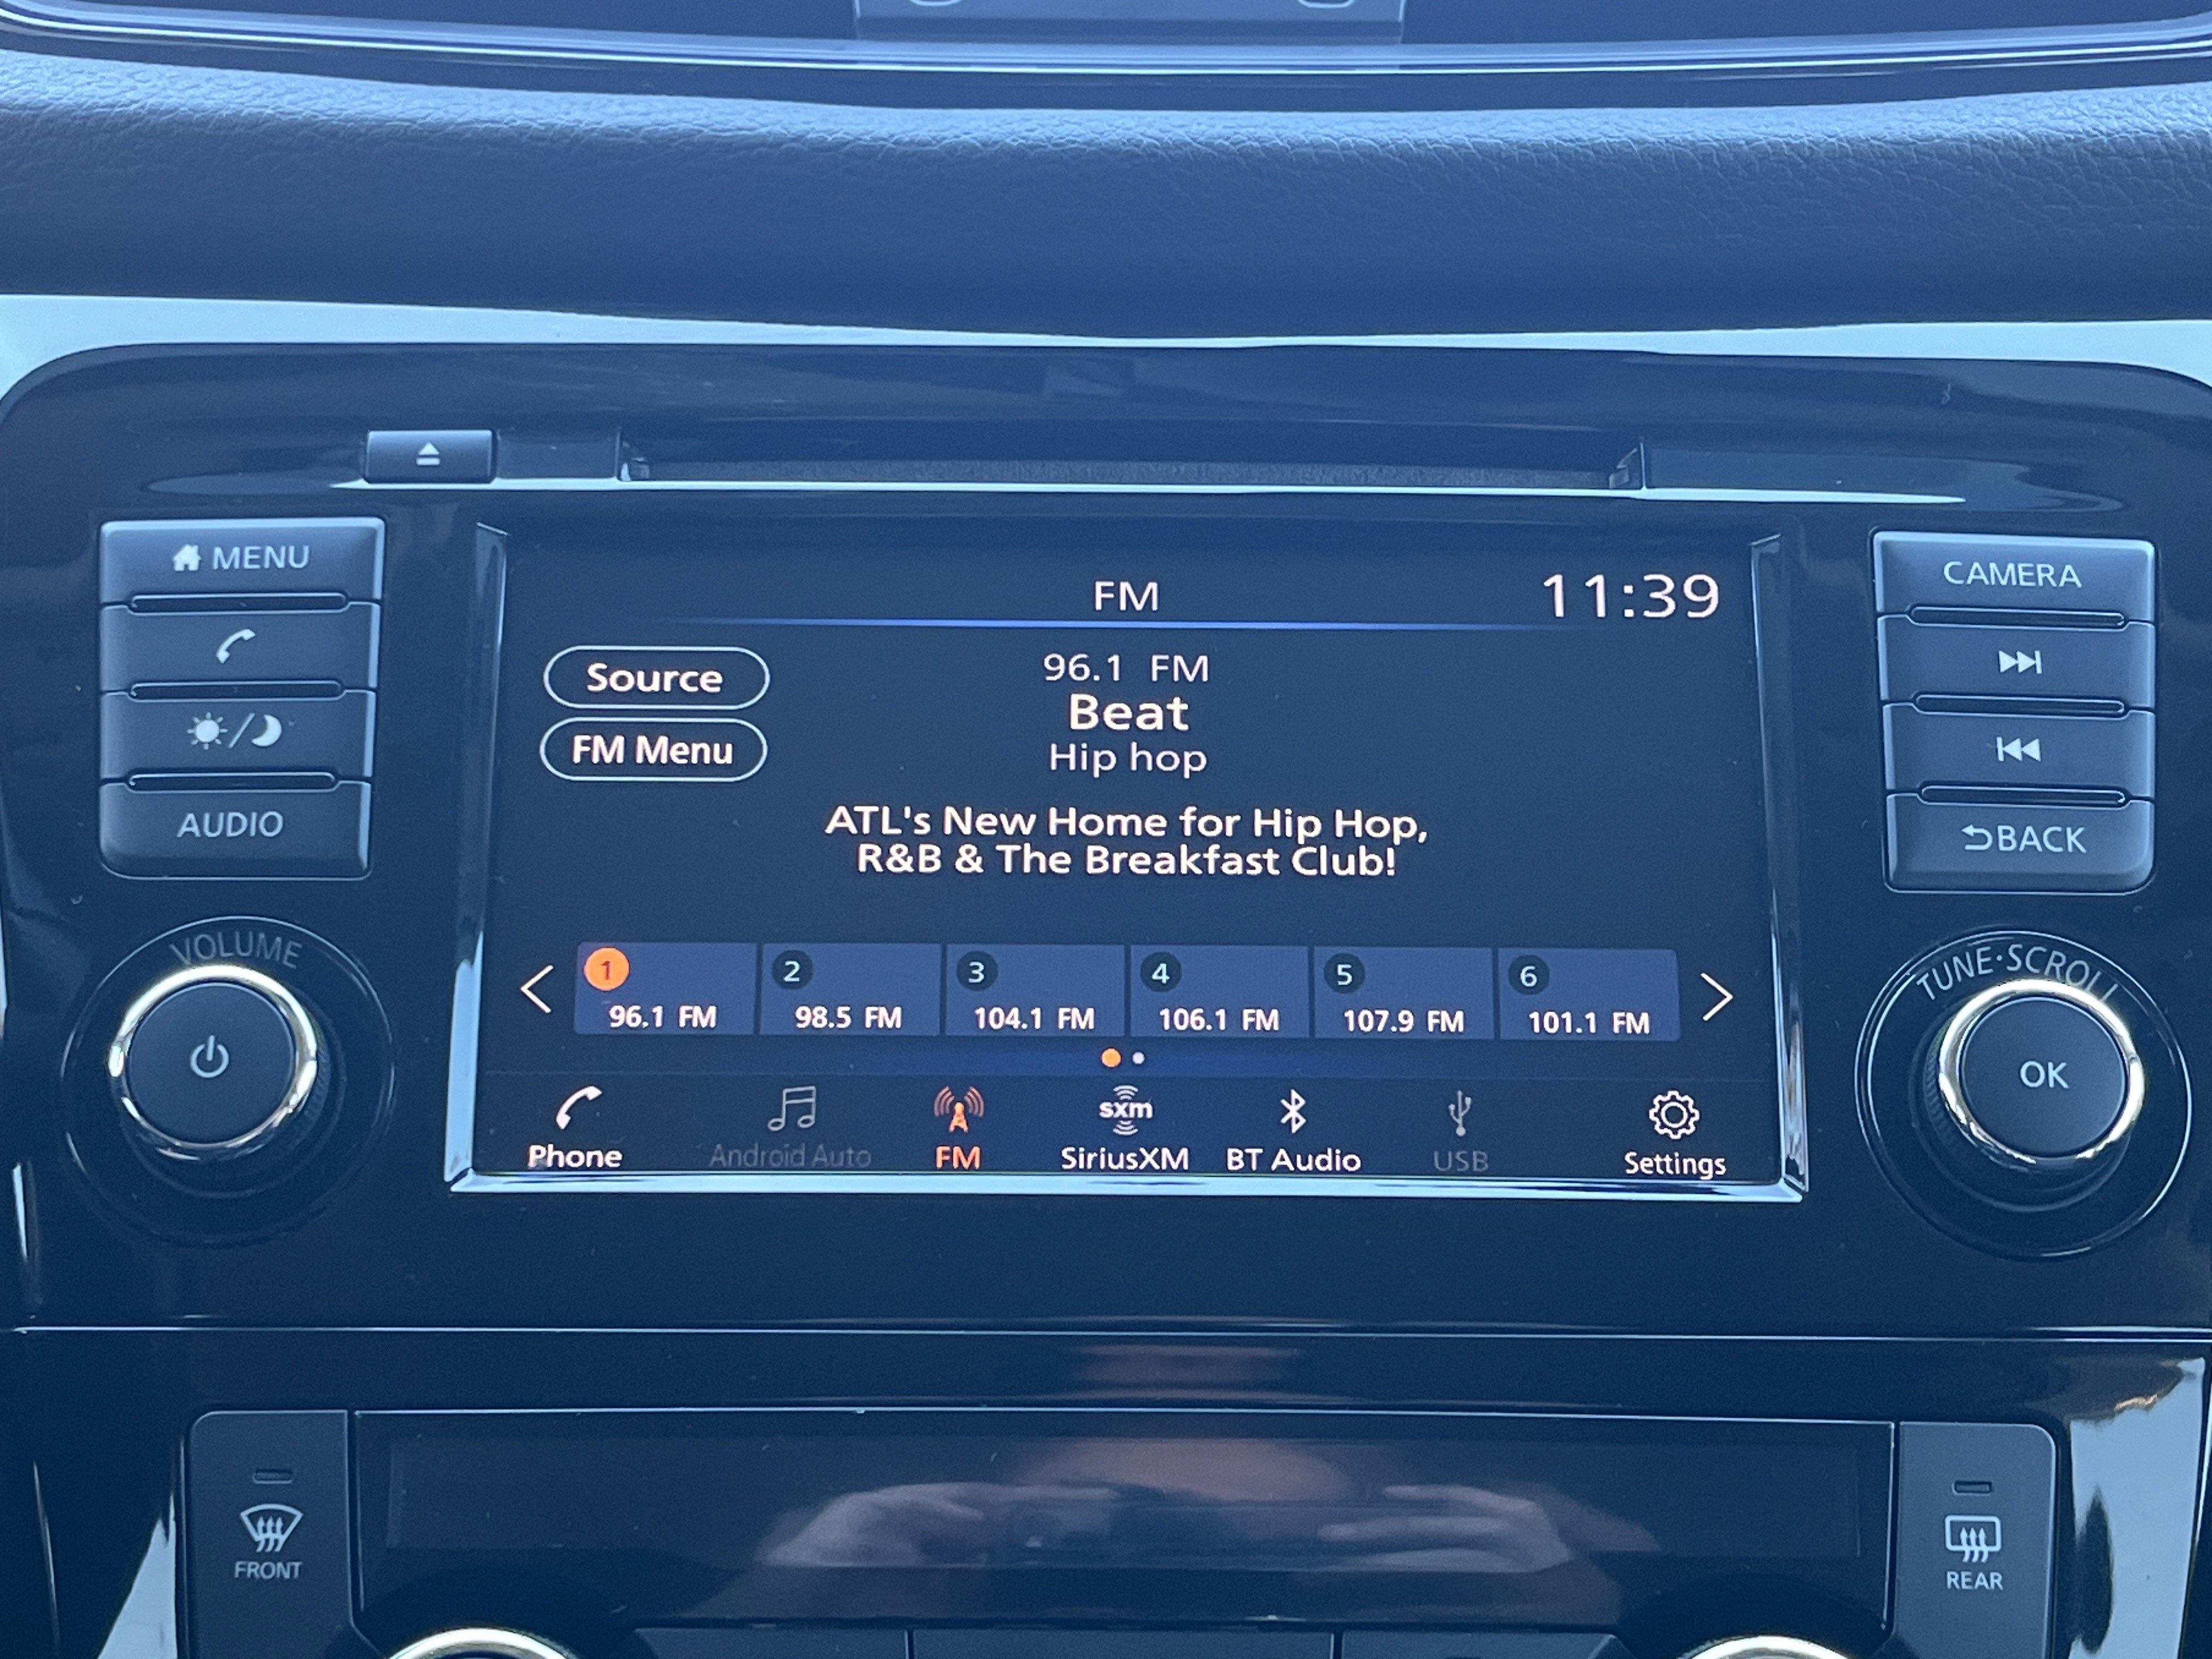 MENU
AUDIO
VOLUME
FM
11:39
Source
FM Menu
96.1 FM
Beat
Hip hop
ATL's New Home for Hip Hop,
R&B & The Breakfast Club!
1 2 3 4 5 6
96.1 FM 98.5 FM 104.1 FM 106.1 FM 107.9 FM 101.1 FM
sxm
Phone Android Auto FM SiriusXM BT Audio USB Settings
CAMERA
BACK
TUNE·SCROLL
OK
FRONT
REAR